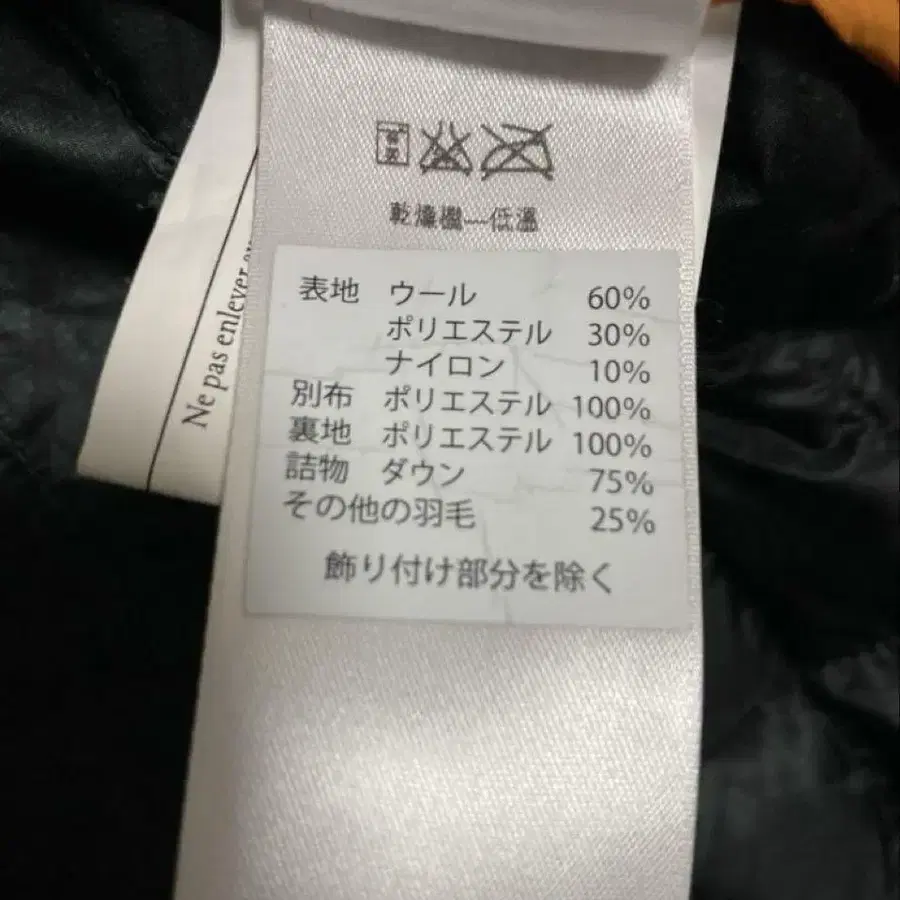 乾燥機—低温
表地 ウール 60%
ポリエステル 30%
ナイロン 10%
別布 ポリエステル 100%
裏地 ポリエステル 100%
詰物 ダウン 75%
その他の羽毛 25%
飾り付け部分を除く
Ne pas enlever